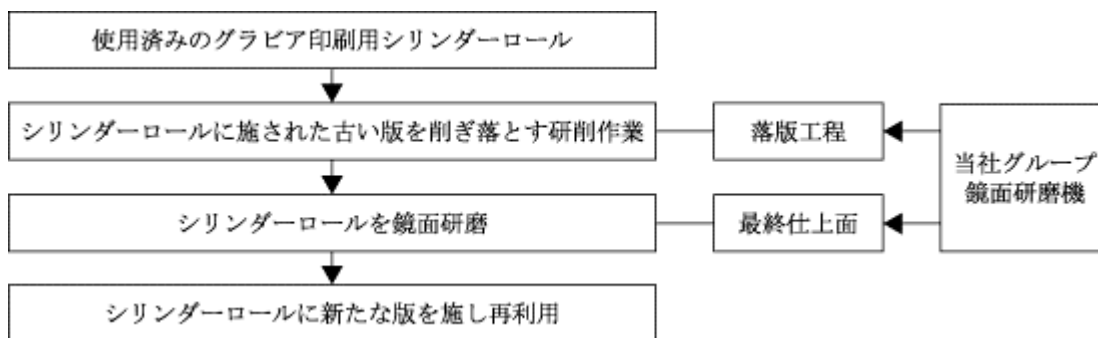 使用済みのグラビア印刷用シリンダーロール
シリンダーロールに施された古い版を削ぎ落とす研削作業
落版工程
当社グループ
鏡面研磨機
シリンダーロールを鏡面研磨
最終仕上面
シリンダーロールに新たな版を施し再利用